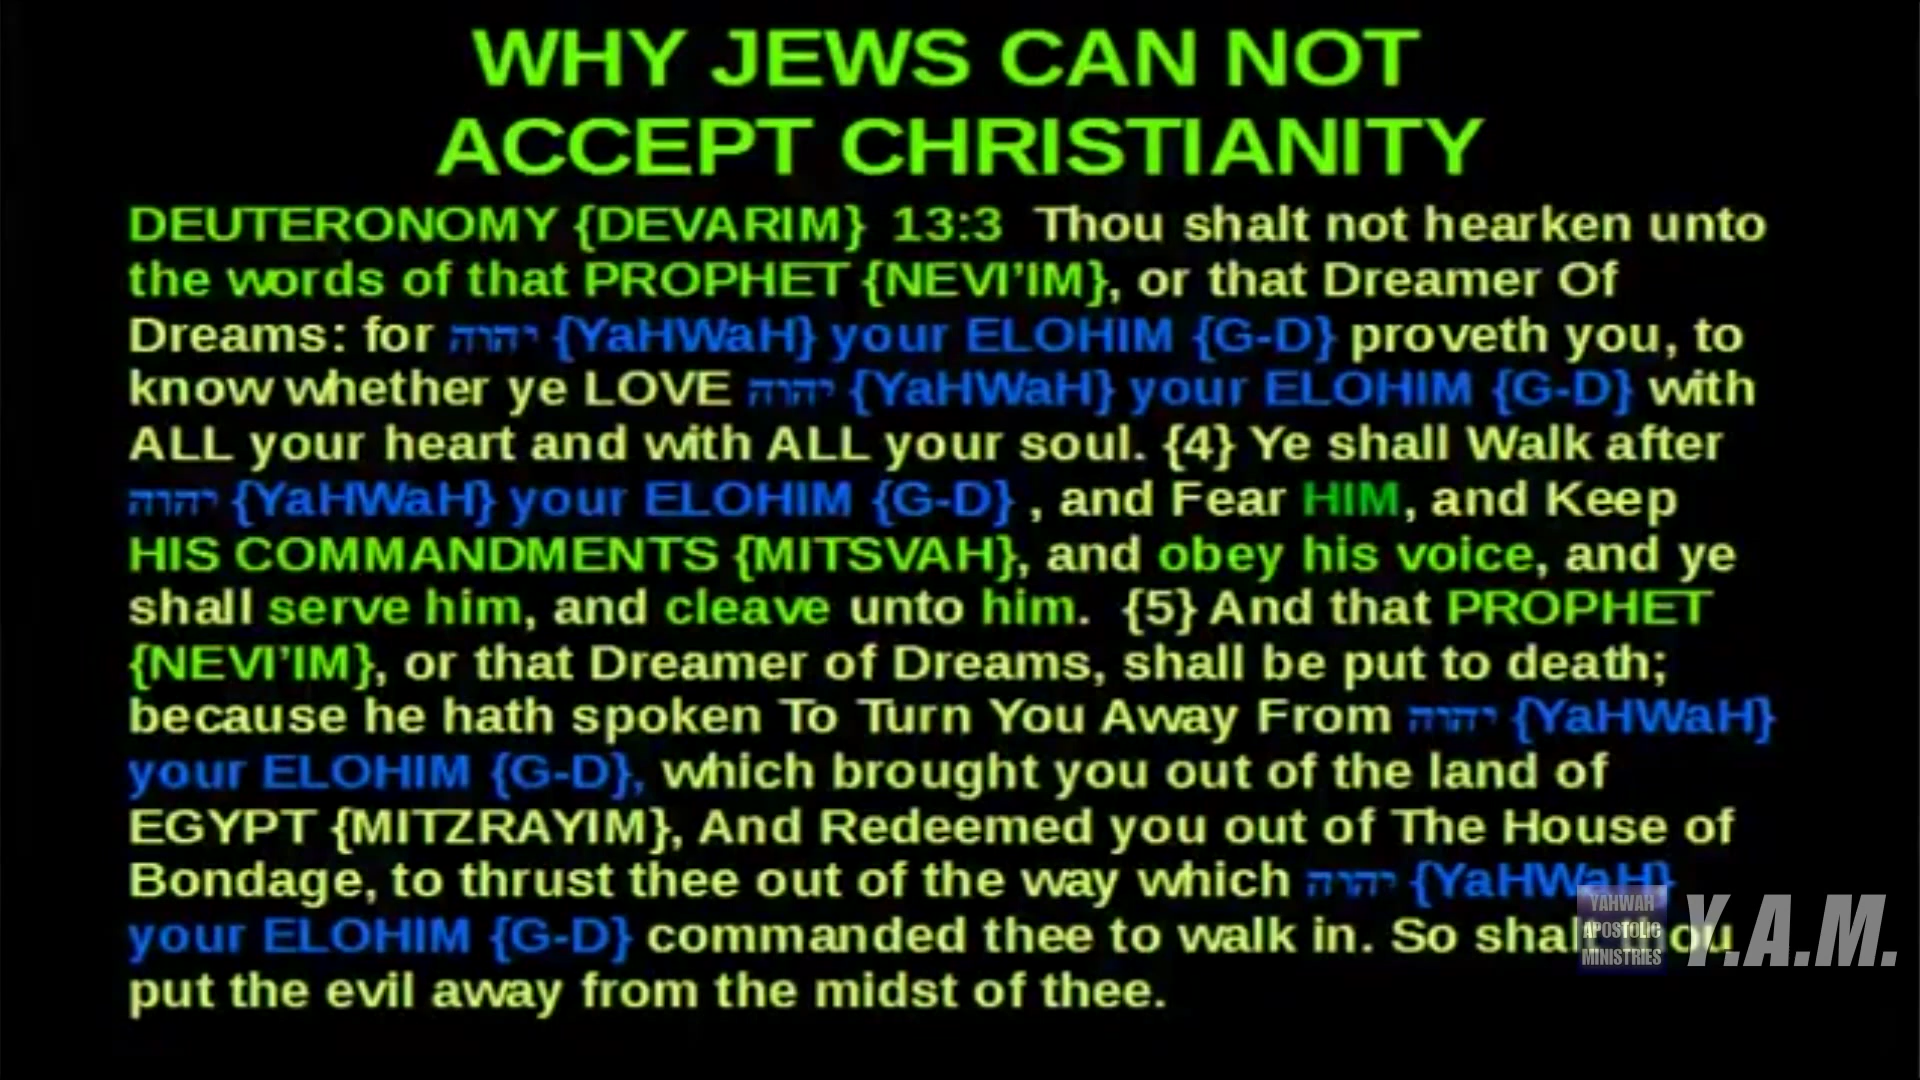 WHY JEWS CAN NOT
ACCEPT CHRISTIANITY
DEUTERONOMY {DEVARIM} 13:3 Thou shalt not hearken unto
the words of that PROPHET {NEVI'IM}, or that Dreamer Of
Dreams: for יהוה {YaHWaH} your ELOHIM {G-D} proveth you, to
know whether ye LOVE יהוה {YaHWaH} your ELOHIM {G-D} with
ALL your heart and with ALL your soul. {4} Ye shall Walk after
יהוה {YaHWaH} your ELOHIM {G-D} , and Fear HIM, and Keep
HIS COMMANDMENTS {MITSVAH}, and obey his voice, and ye
shall serve him, and cleave unto him. {5} And that PROPHET
{NEVI'IM}, or that Dreamer of Dreams, shall be put to death;
because he hath spoken To Turn You Away From יהוה {YaHWaH}
your ELOHIM {G-D}, which brought you out of the land of
EGYPT {MITZRAYIM}, And Redeemed you out of The House of
Bondage, to thrust thee out of the way which יהוה {YaHWaH}
your ELOHIM {G-D} commanded thee to walk in. So shalt thou
put the evil away from the midst of thee.
YAHWAH
APOSTOLIC
MINISTRIES
Y.A.M.